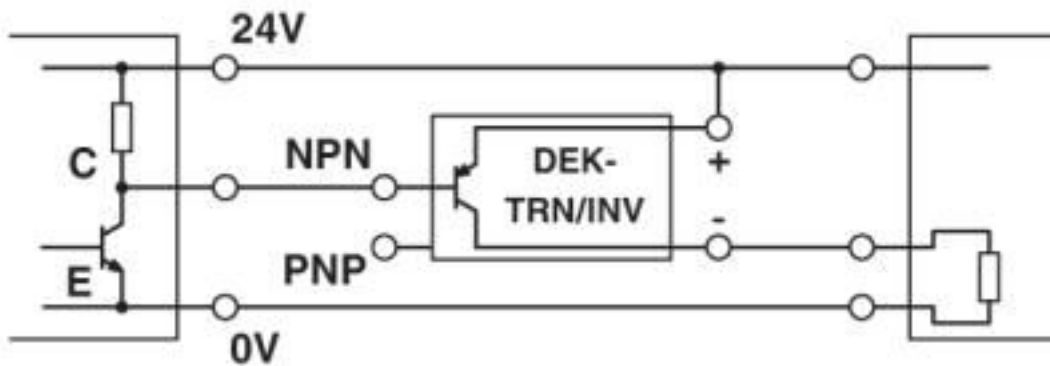 24V
C
NPN
DEK-
TRN/INV
+
-
PNP
E
0V